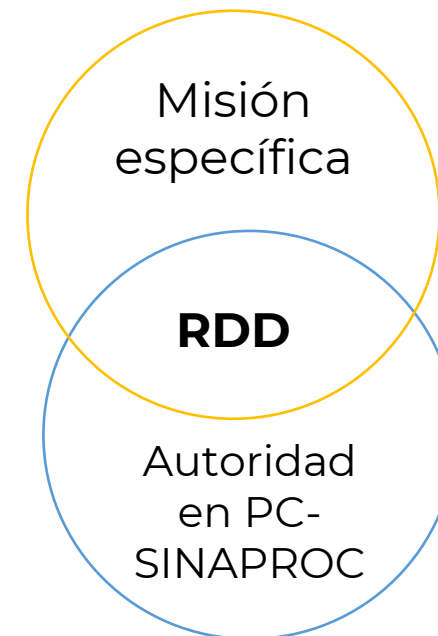 Misión
específica
RDD
Autoridad
en PC-
SINAPROC